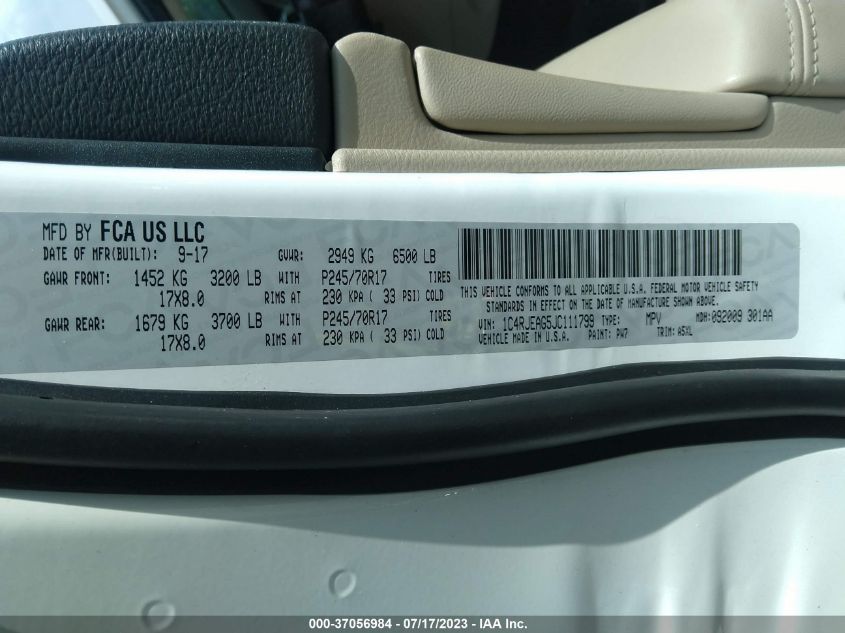 MFD BY FCA US LLC
DATE OF MFR(BUILT): 9-17 GVWR: 2949 KG 6500 LB
GAWR FRONT: 1452 KG 3200 LB WITH P245/70R17 TIRES
17X8.0 RIMS AT 230 KPA ( 33 PSI) COLD
GAWR REAR: 1679 KG 3700 LB WITH P245/70R17 TIRES
17X8.0 RIMS AT 230 KPA ( 33 PSI) COLD
THIS VEHICLE CONFORMS TO ALL APPLICABLE U.S.A. FEDERAL MOTOR VEHICLE SAFETY
STANDARDS IN EFFECT ON THE DATE OF MANUFACTURE SHOWN ABOVE.
VIN: 1C4RJEAG5JC111799 TYPE: MPV MDH: 092009 301AA
VEHICLE MADE IN U.S.A. PAINT: PW7 TRIM: A5XL
000-37056984 / 07/17/2023 - © IAA Inc.